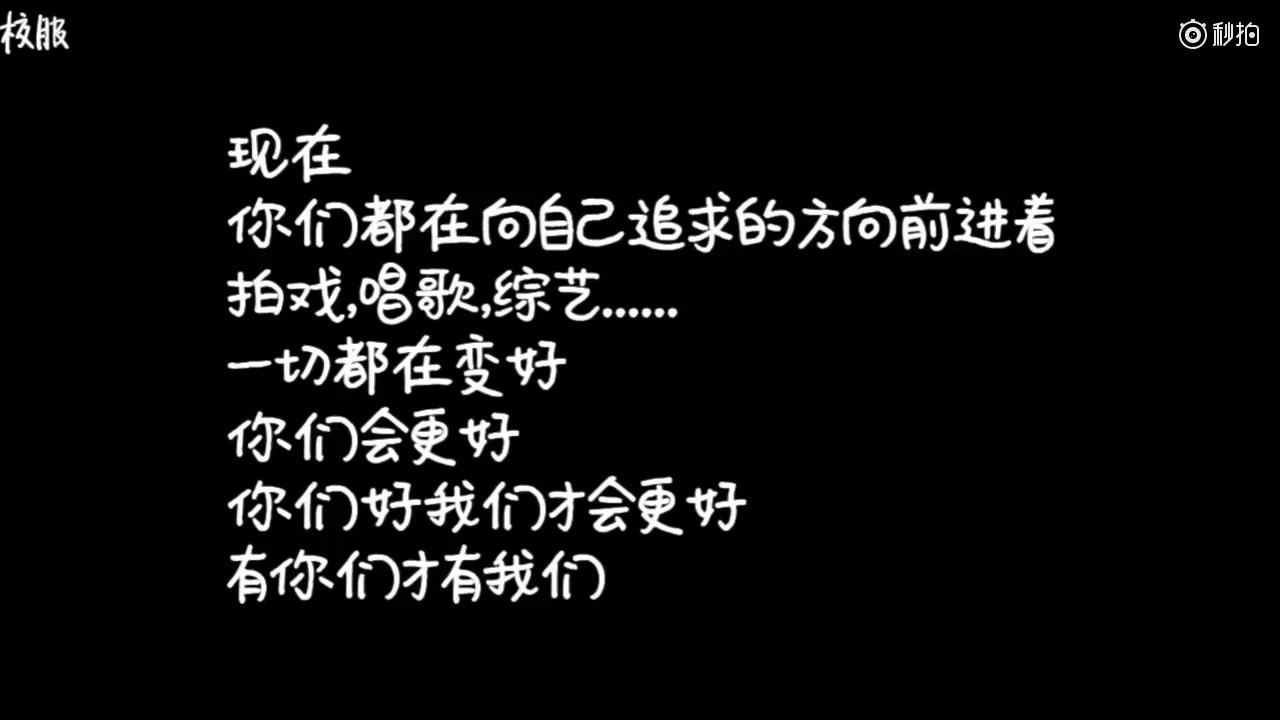 校服
秒拍
现在
你们都在向自己追求的方向前进着
拍戏,唱歌,综艺......
一切都在变好
你们会更好
你们好我们才会更好
有你们才有我们